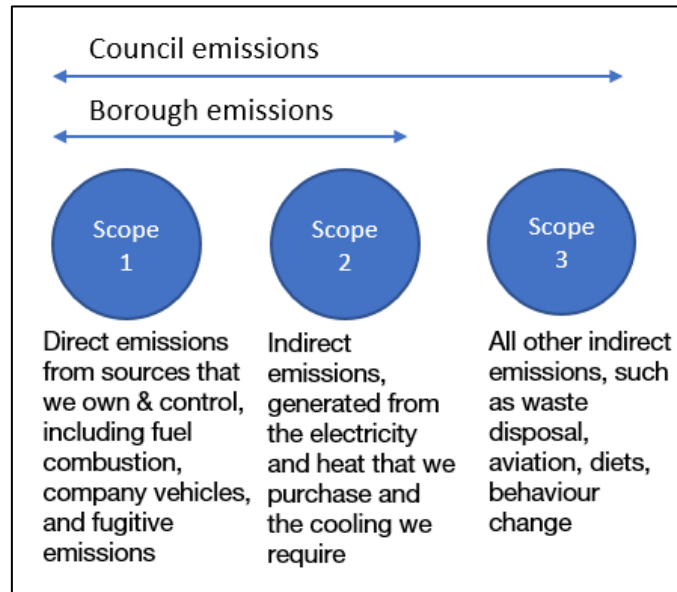 Council emissions
Borough emissions
Scope
1
Scope
2
Scope
3
Direct emissions
from sources that
we own & control,
including fuel
combustion,
company vehicles,
and fugitive
emissions
Indirect
emissions,
generated from
the electricity
and heat that we
purchase and
the cooling we
require
All other indirect
emissions, such
as waste
disposal,
aviation, diets,
behaviour
change